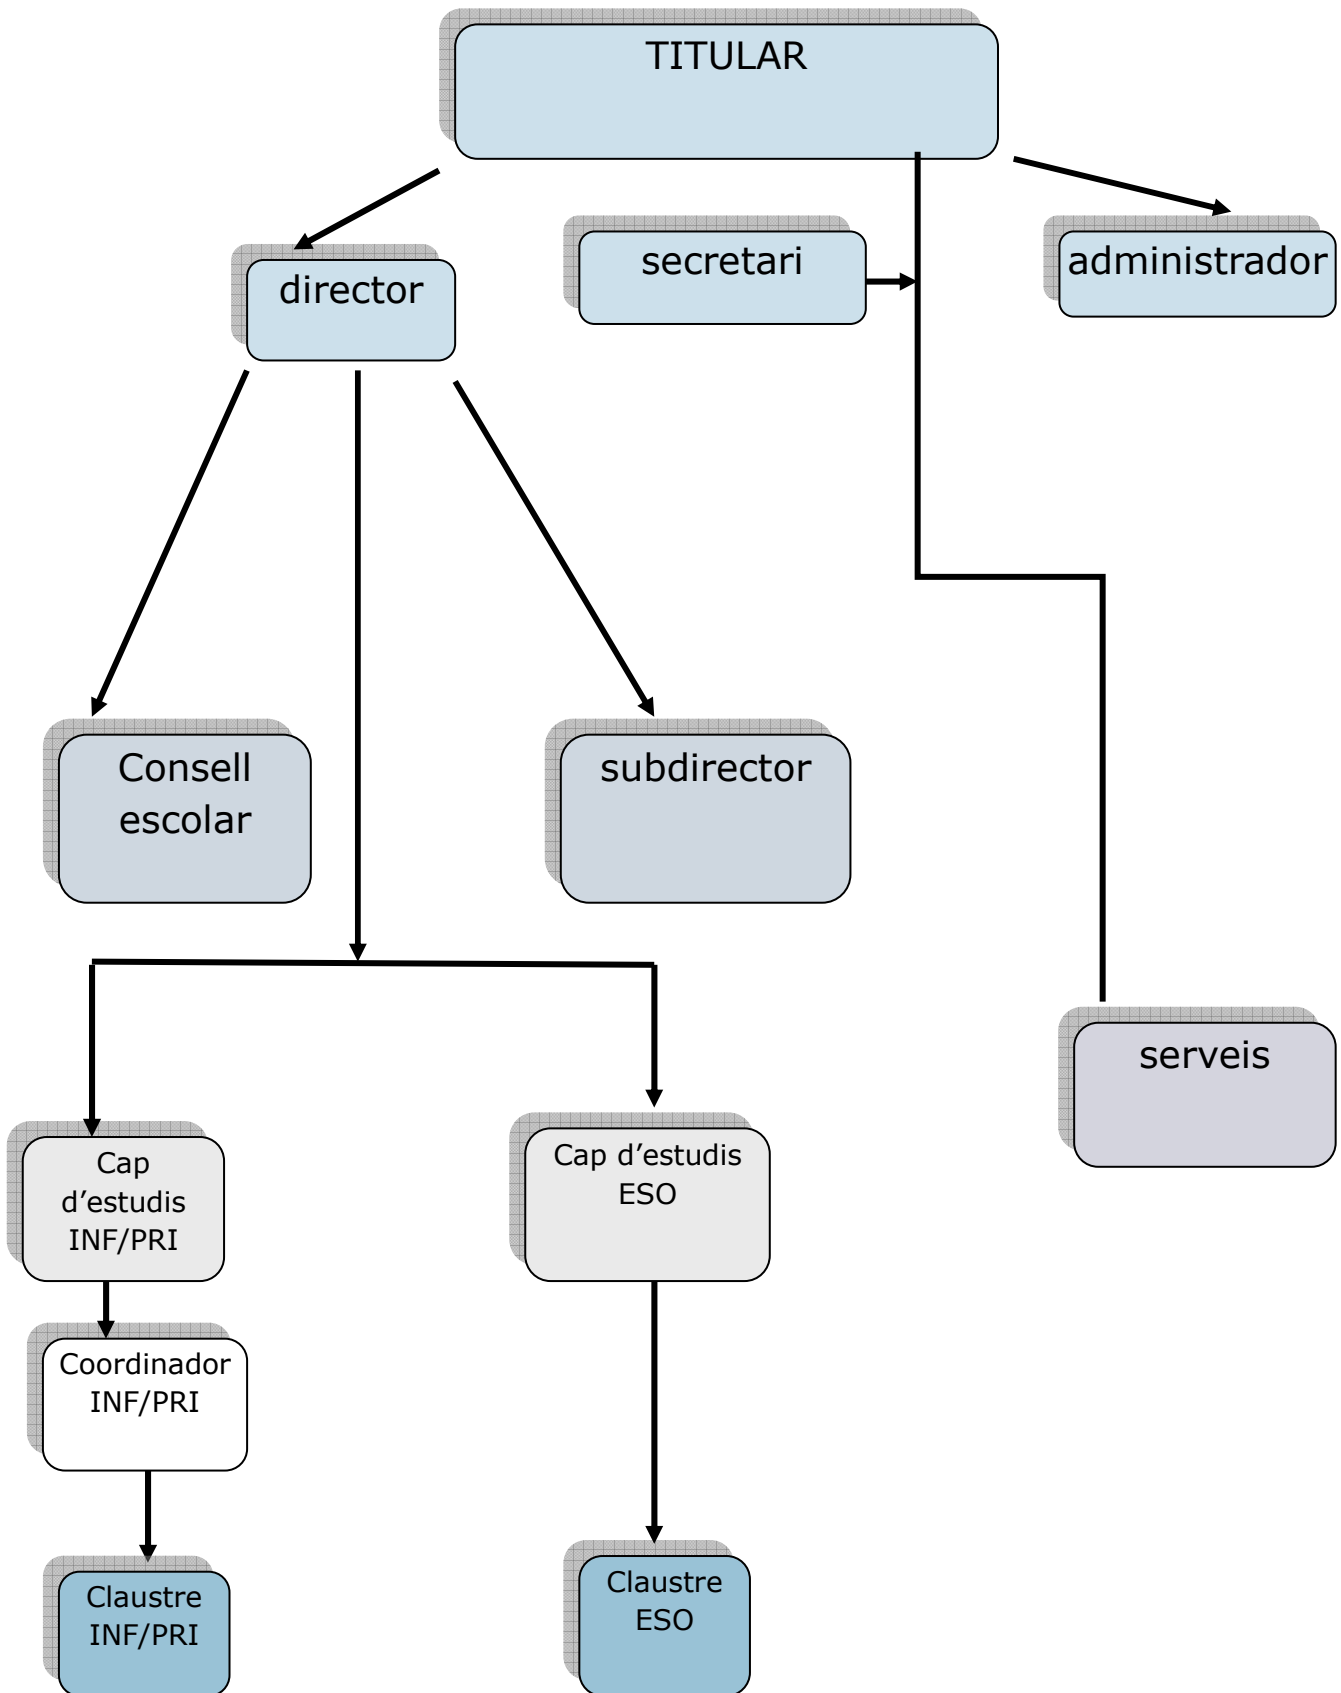 TITULAR
director
secretari
administrador
Consell
escolar
subdirector
serveis
Cap
d’estudis
INF/PRI
Cap d’estudis
ESO
Coordinador
INF/PRI
Claustre
INF/PRI
Claustre
ESO